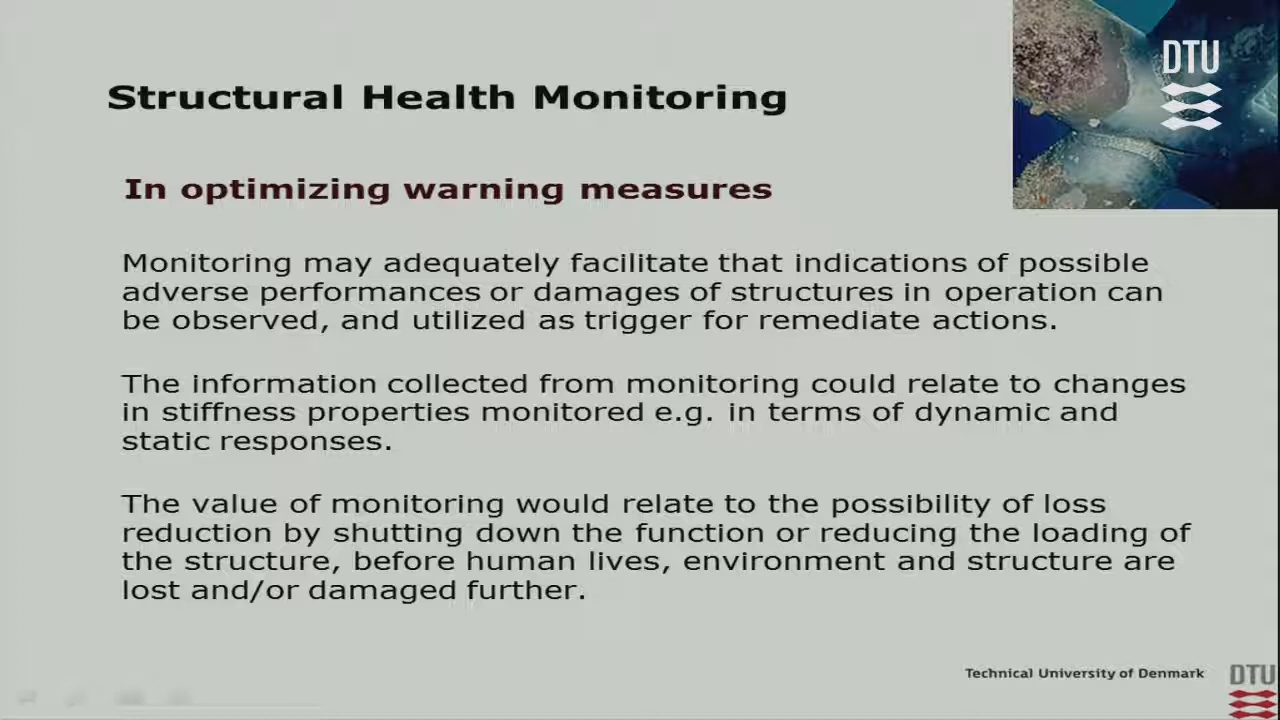 DTU
Structural Health Monitoring
In optimizing warning measures
Monitoring may adequately facilitate that indications of possible
adverse performances or damages of structures in operation can
be observed, and utilized as trigger for remediate actions.
The information collected from monitoring could relate to changes
in stiffness properties monitored e.g. in terms of dynamic and
static responses.
The value of monitoring would relate to the possibility of loss
reduction by shutting down the function or reducing the loading of
the structure, before human lives, environment and structure are
lost and/or damaged further.
Technical University of Denmark
DTU